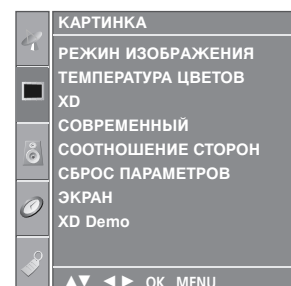 КАРТИНКА
РЕЖИН ИЗОБРАЖЕНИЯ
ТЕМПЕРАТУРА ЦВЕТОВ
XD
СОВРЕМЕННЫЙ
СООТНОШЕНИЕ СТОРОН
СБРОС ПАРАМЕТРОВ
ЭКРАН
XD Demo
▲▼ ◄► OK MENU